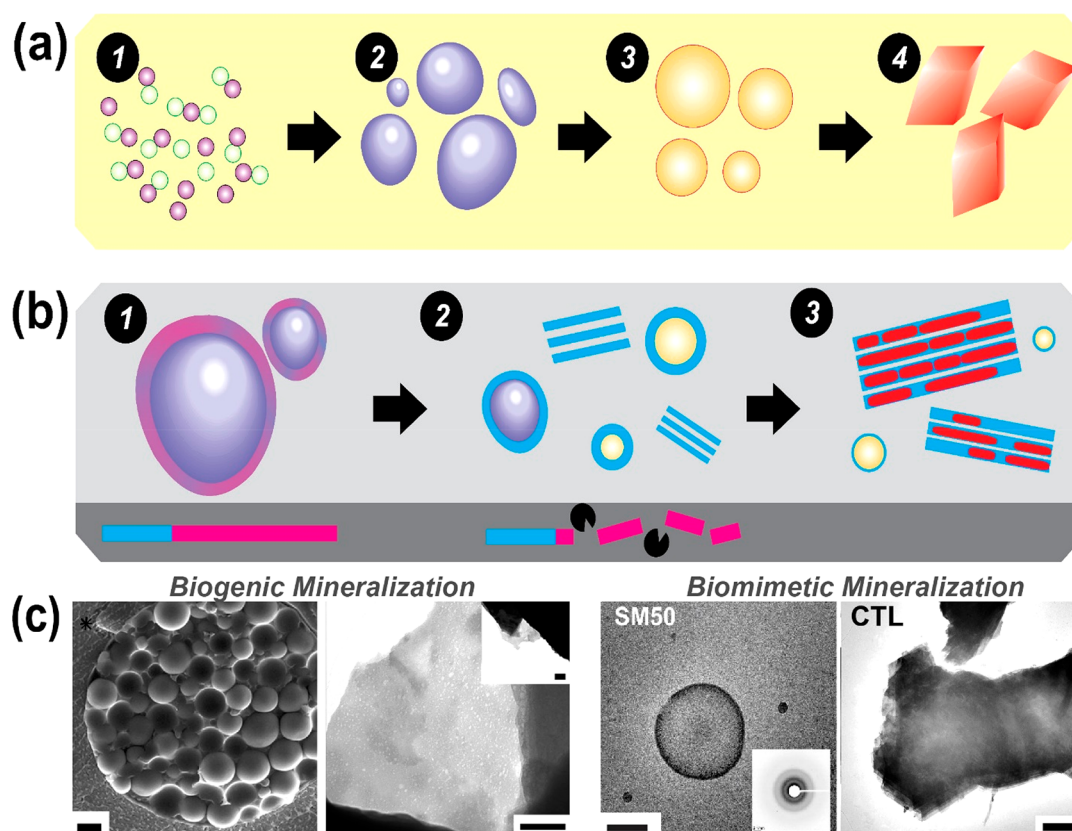 (a)
1
2
3
4
(b)
1
2
3
Biogenic Mineralization
Biomimetic Mineralization
(c)
*
SM50
CTL